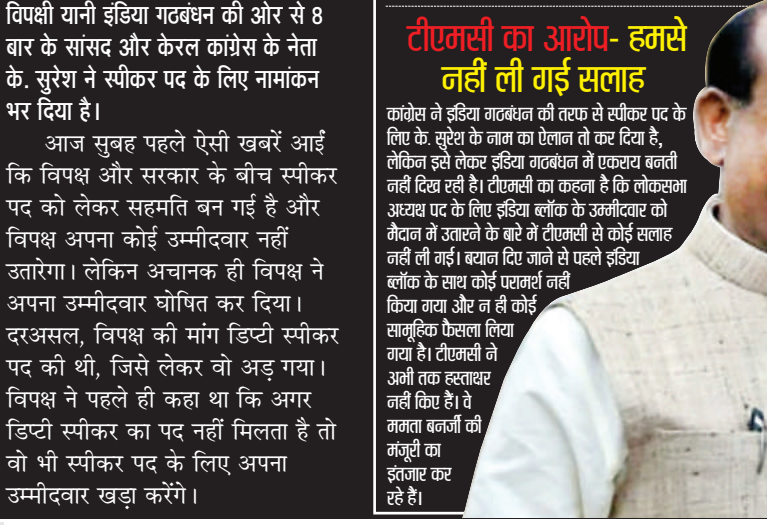 विपक्षी यानी इंडिया गठबंधन की ओर से 8
बार के सांसद और केरल कांग्रेस के नेता
के. सुरेश ने स्पीकर पद के लिए नामांकन
भर दिया है।
आज सुबह पहले ऐसी खबरें आईं
कि विपक्ष और सरकार के बीच स्पीकर
पद को लेकर सहमति बन गई है और
विपक्ष अपना कोई उम्मीदवार नहीं
उतारेगा। लेकिन अचानक ही विपक्ष ने
अपना उम्मीदवार घोषित कर दिया।
दरअसल, विपक्ष की मांग डिप्टी स्पीकर
पद की थी, जिसे लेकर वो अड़ गया।
विपक्ष ने पहले ही कहा था कि अगर
डिप्टी स्पीकर का पद नहीं मिलता है तो
वो भी स्पीकर पद के लिए अपना
उम्मीदवार खड़ा करेंगे।
टीएमसी का आरोप- हमसे
नहीं ली गई सलाह
कांग्रेस ने इंडिया गठबंधन की तरफ से स्पीकर पद के
लिए के. सुरेश के नाम का ऐलान तो कर दिया है,
लेकिन इसे लेकर इंडिया गठबंधन में एकराय बनती
नहीं दिख रही है। टीएमसी का कहना है कि लोकसभा
अध्यक्ष पद के लिए इंडिया ब्लॉक के उम्मीदवार को
मैदान में उतारने के बारे में टीएमसी से कोई सलाह
नहीं ली गई। बयान दिए जाने से पहले इंडिया
ब्लॉक के साथ कोई परामर्श नहीं
किया गया और न ही कोई
सामूहिक फैसला लिया
गया है। टीएमसी ने
अभी तक हस्ताक्षर
नहीं किए हैं। वे
ममता बनर्जी की
मंजूरी का
इंतजार कर
रहे हैं।